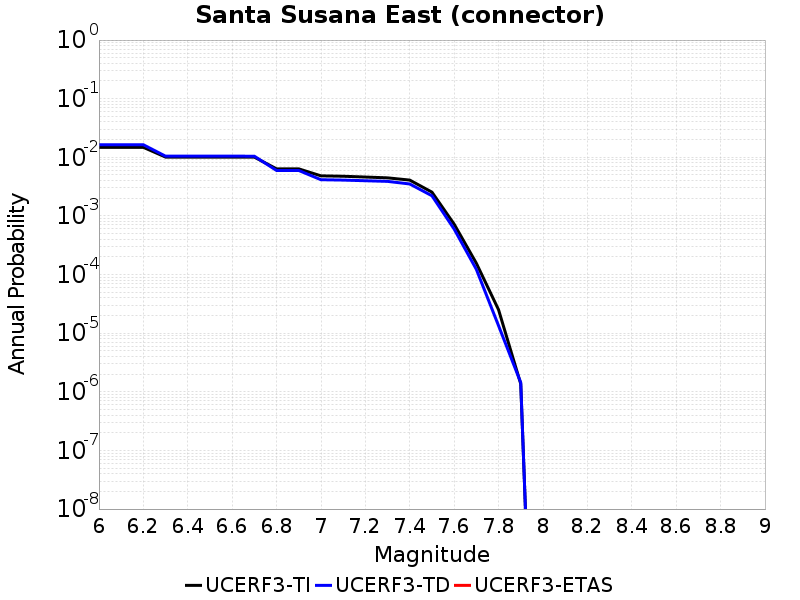 Santa Susana East (connector)
Annual Probability
10^0
10^-1
10^-2
10^-3
10^-4
10^-5
10^-6
10^-7
10^-8
6 6.2 6.4 6.6 6.8 7 7.2 7.4 7.6 7.8 8 8.2 8.4 8.6 8.8 9
Magnitude
UCERF3-TI UCERF3-TD UCERF3-ETAS